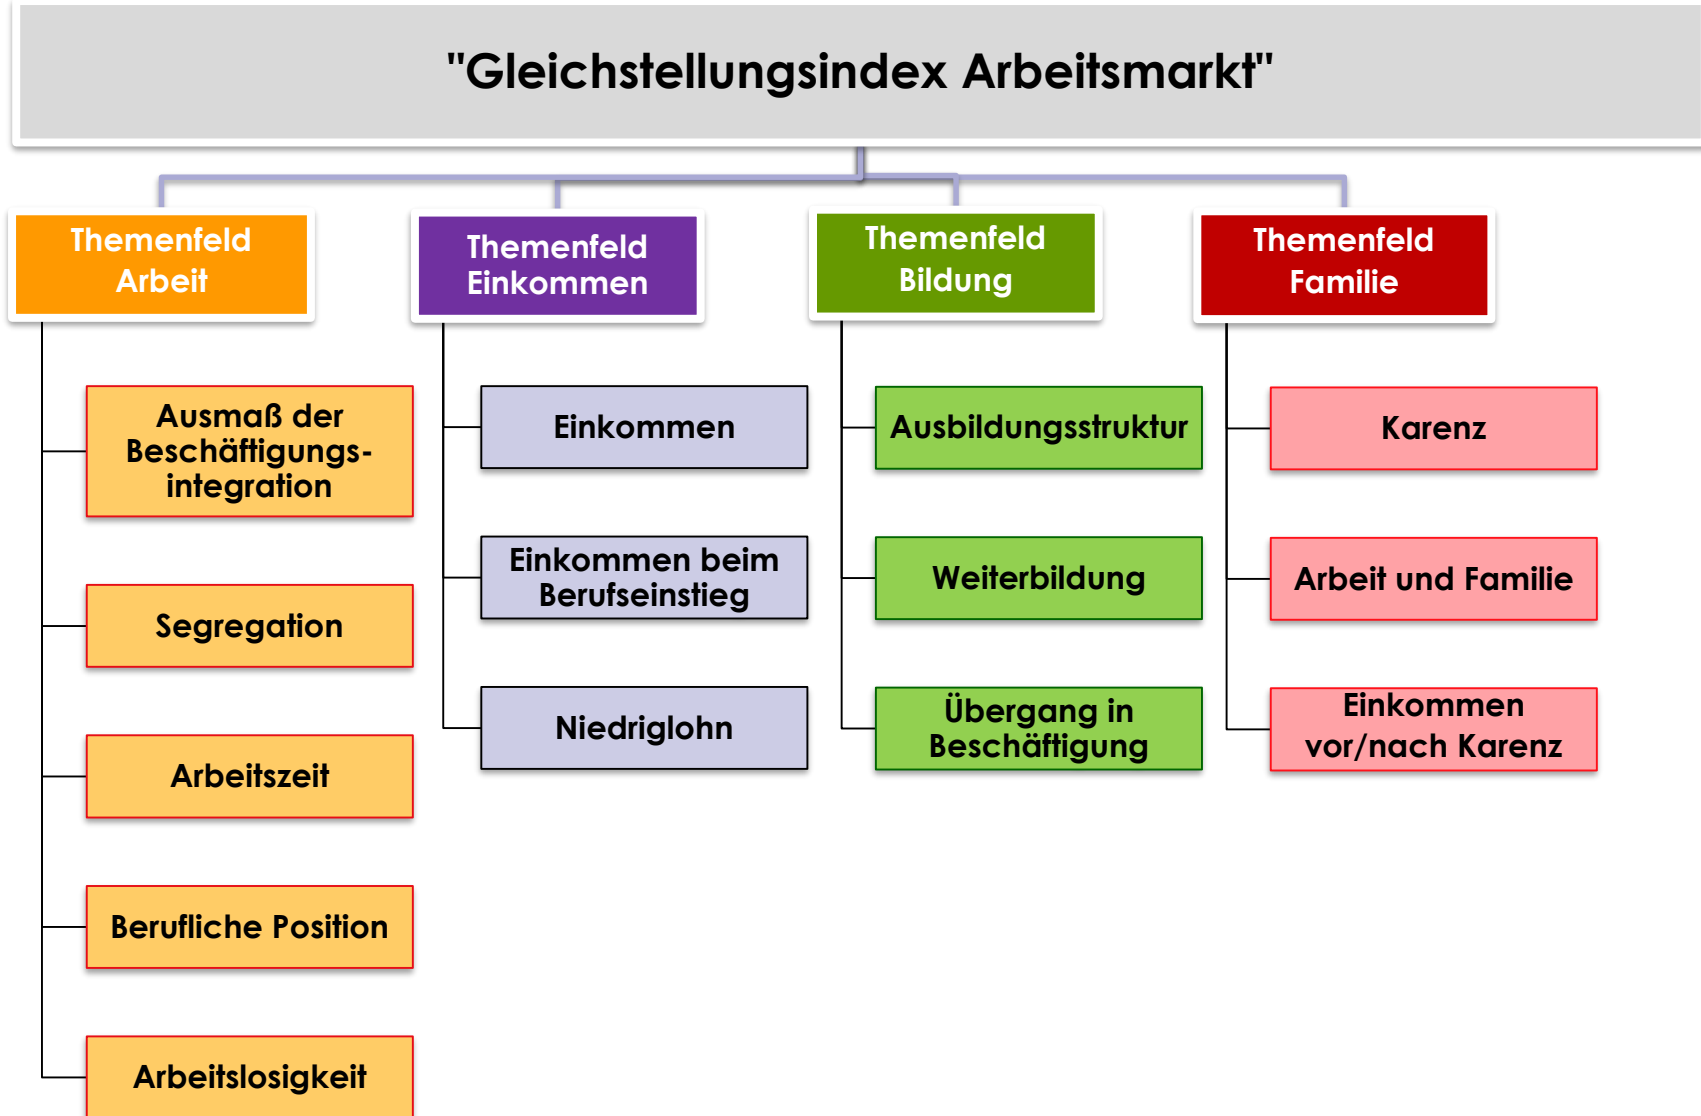 "Gleichstellungsindex Arbeitsmarkt"
Themenfeld
Arbeit
Ausmaß der
Beschäftigungs-
integration
Segregation
Arbeitszeit
Berufliche Position
Arbeitslosigkeit
Themenfeld
Einkommen
Einkommen
Einkommen beim
Berufseinstieg
Niedriglohn
Themenfeld
Bildung
Ausbildungsstruktur
Weiterbildung
Übergang in
Beschäftigung
Themenfeld
Familie
Karenz
Arbeit und Familie
Einkommen
vor/nach Karenz